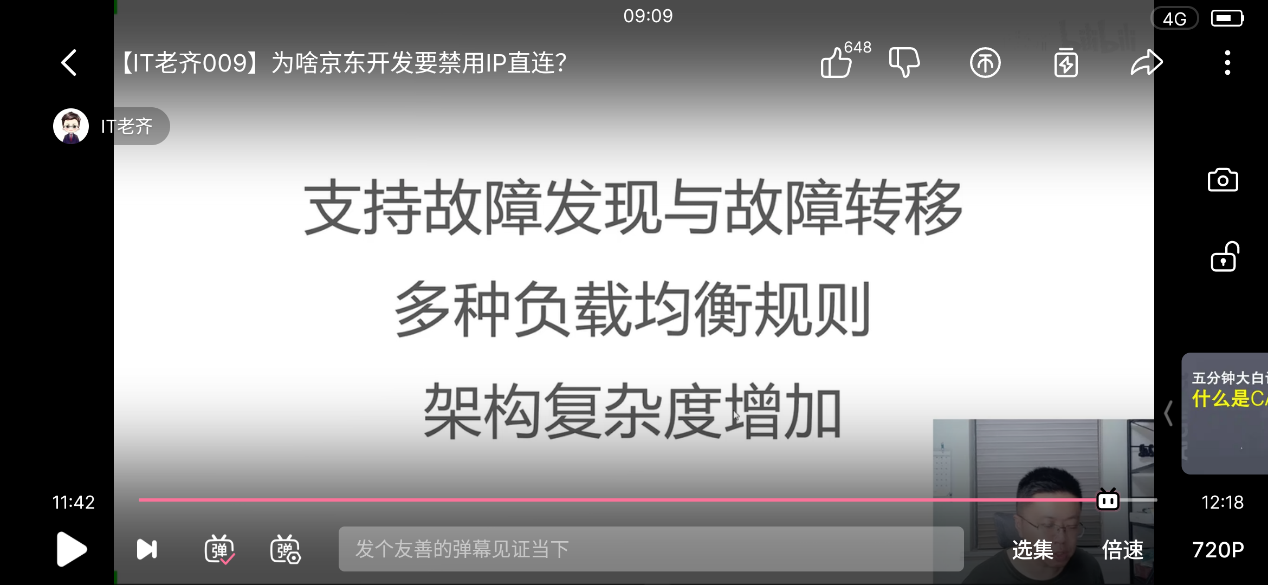 09:09
4G
【IT老齐009】为啥京东开发要禁用IP直连?
648
IT老齐
支持故障发现与故障转移
多种负载均衡规则
架构复杂度增加
五分钟大白
什么是C
11:42
12:18
弹
弹
发个友善的弹幕见证当下
选集
倍速
720P